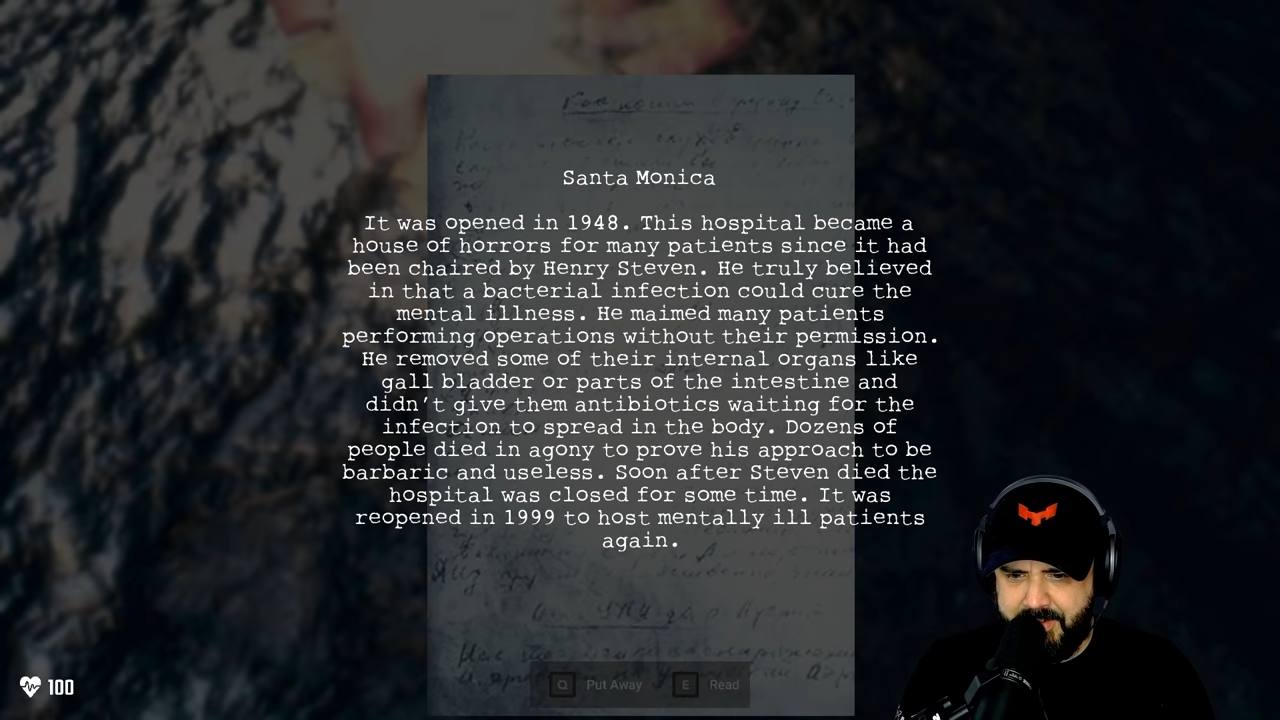 Santa Monica
It was opened in 1948. This hospital became a
house of horrors for many patients since it had
been chaired by Henry Steven. He truly believed
in that a bacterial infection could cure the
mental illness. He maimed many patients
performing operations without their permission.
He removed some of their internal organs like
gall bladder or parts of the intestine and
didn't give them antibiotics waiting for the
infection to spread in the body. Dozens of
people died in agony to prove his approach to be
barbaric and useless. Soon after Steven died the
hospital was closed for some time. It was
reopened in 1999 to host mentally ill patients
again.
Q Put Away E Read
100